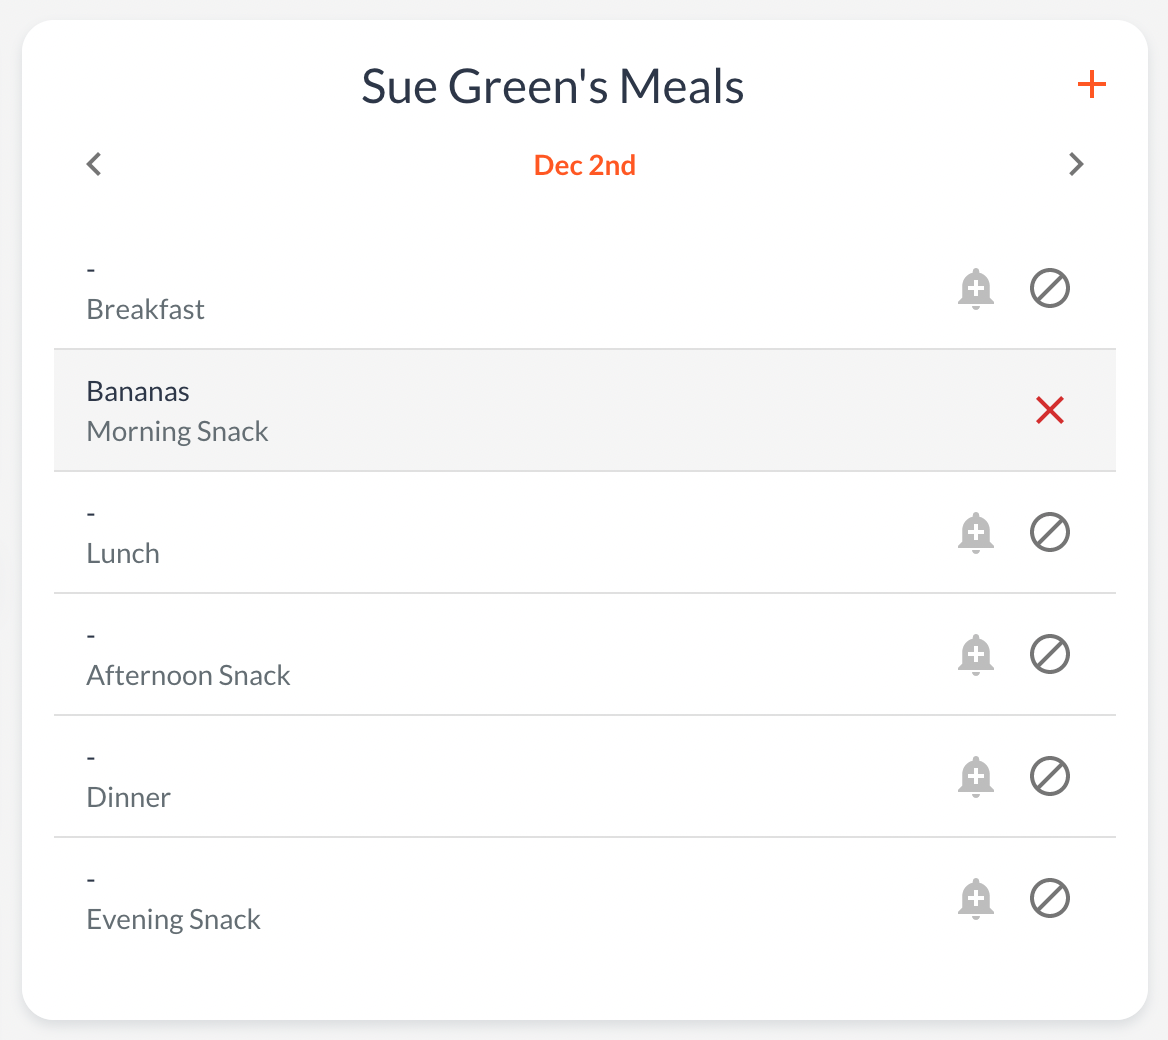 Sue Green's Meals
Dec 2nd
-
Breakfast
Bananas
Morning Snack
-
Lunch
-
Afternoon Snack
-
Dinner
-
Evening Snack